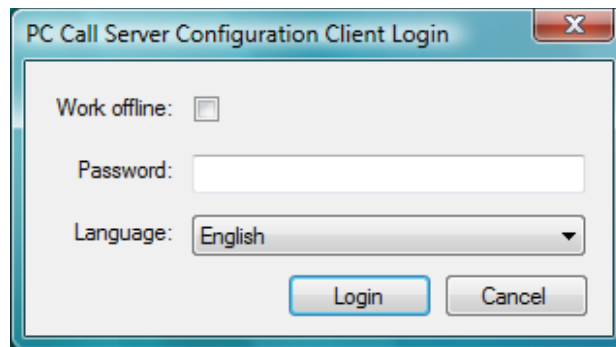 PC Call Server Configuration Client Login
Work offline:
Password:
Language: English
Login Cancel